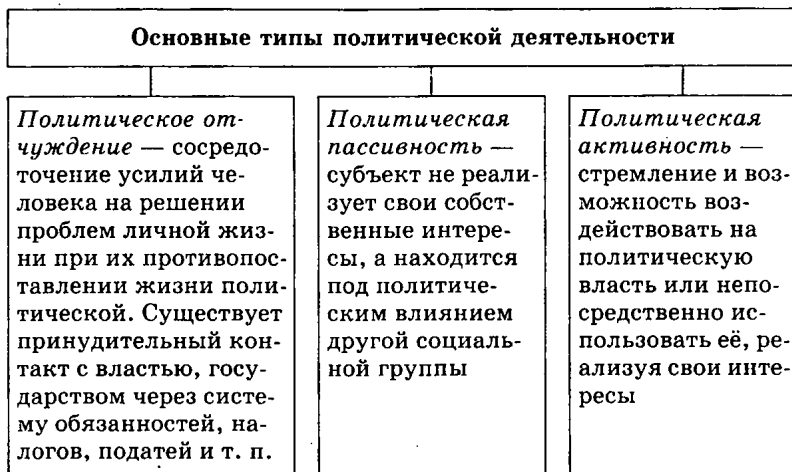 Основные типы политической деятельности
Политическое от-
чуждение — сосредо-
точение усилий че-
ловека на решении
проблем личной жиз-
ни при их противопос-
тавлении жизни поли-
тической. Существует
принудительный кон-
такт с властью, госу-
дарством через систе-
му обязанностей, на-
логов, податей и т. п.
Политическая
пассивность —
субъект не реали-
зует свои собст-
венные интере-
сы, а находится
под политиче-
ским влиянием
другой социаль-
ной группы
Политическая
активность —
стремление и воз-
можность воз-
действовать на
политическую
власть или непо-
средственно ис-
пользовать её, ре-
ализуя свои инте-
ресы